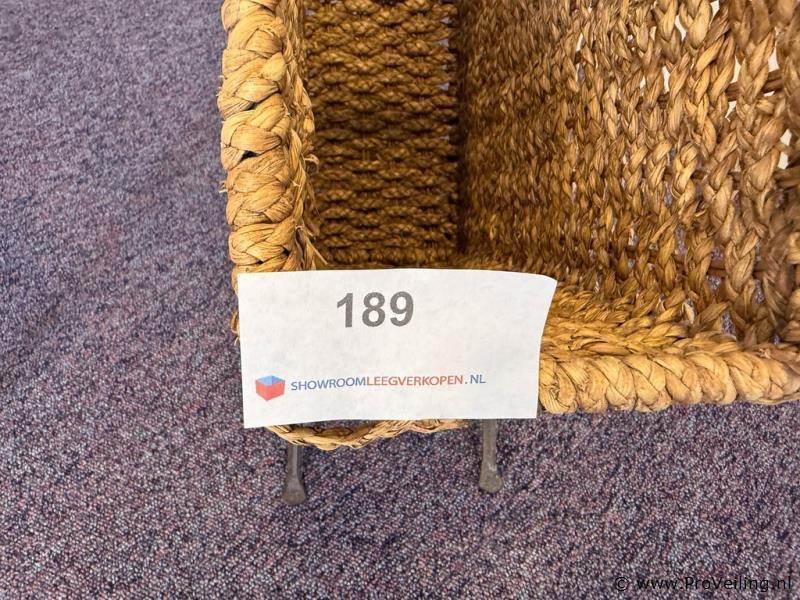 189
SHOWROOMLEEGVERKOPEN.NL
© www.ProVeiling.nl